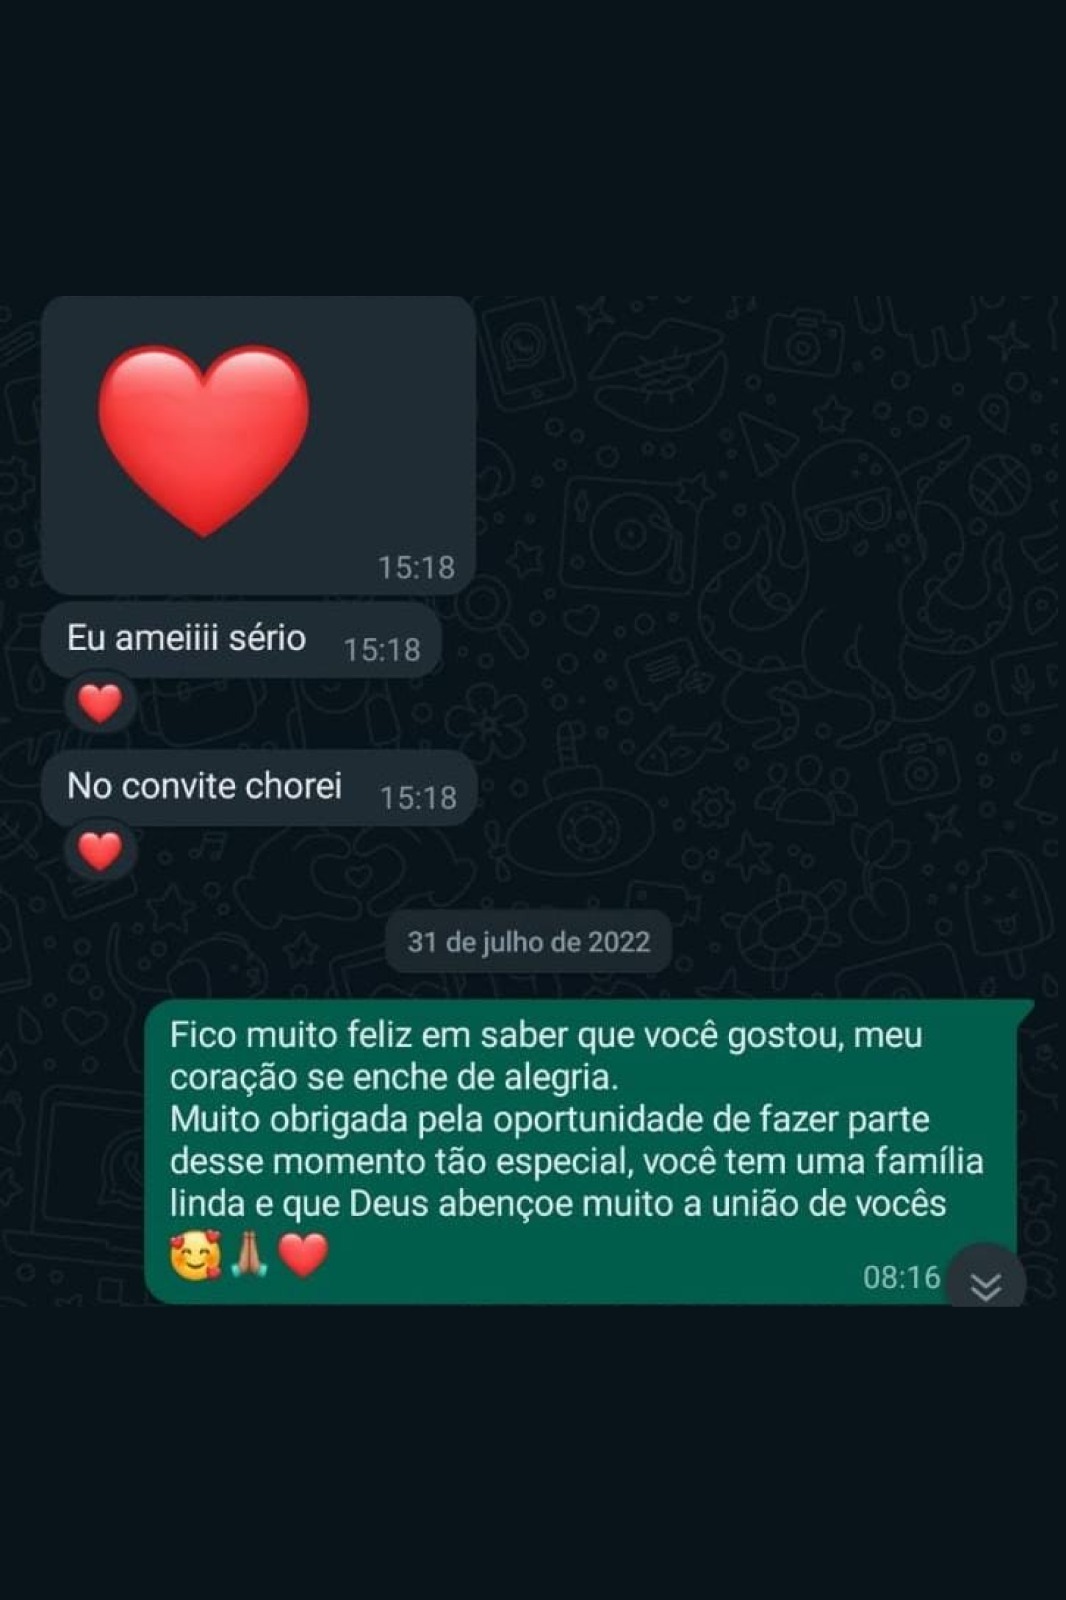 15:18
Eu ameiiii sério 15:18
No convite chorei 15:18
31 de julho de 2022
Fico muito feliz em saber que você gostou, meu
coração se enche de alegria.
Muito obrigada pela oportunidade de fazer parte
desse momento tão especial, você tem uma família
linda e que Deus abençoe muito a união de vocês
🥰🙏🏽❤️
08:16